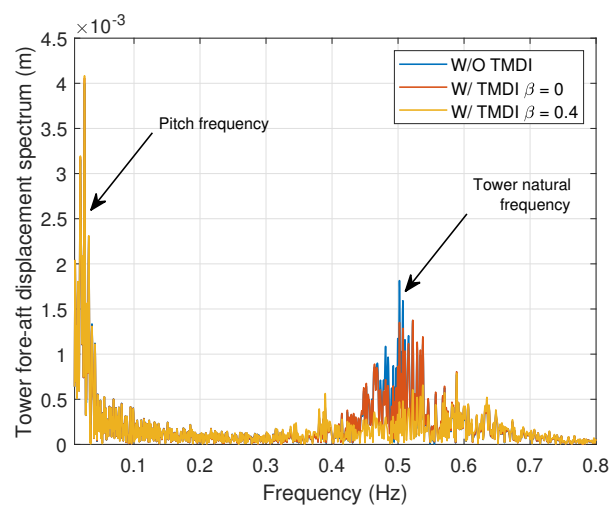 ×10⁻³
4.5
4
3.5
3
2.5
2
1.5
1
0.5
0
Tower fore-aft displacement spectrum (m)
W/O TMDI
W/ TMDI β = 0
W/ TMDI β = 0.4
Pitch frequency
Tower natural
frequency
0.1 0.2 0.3 0.4 0.5 0.6 0.7 0.8
Frequency (Hz)